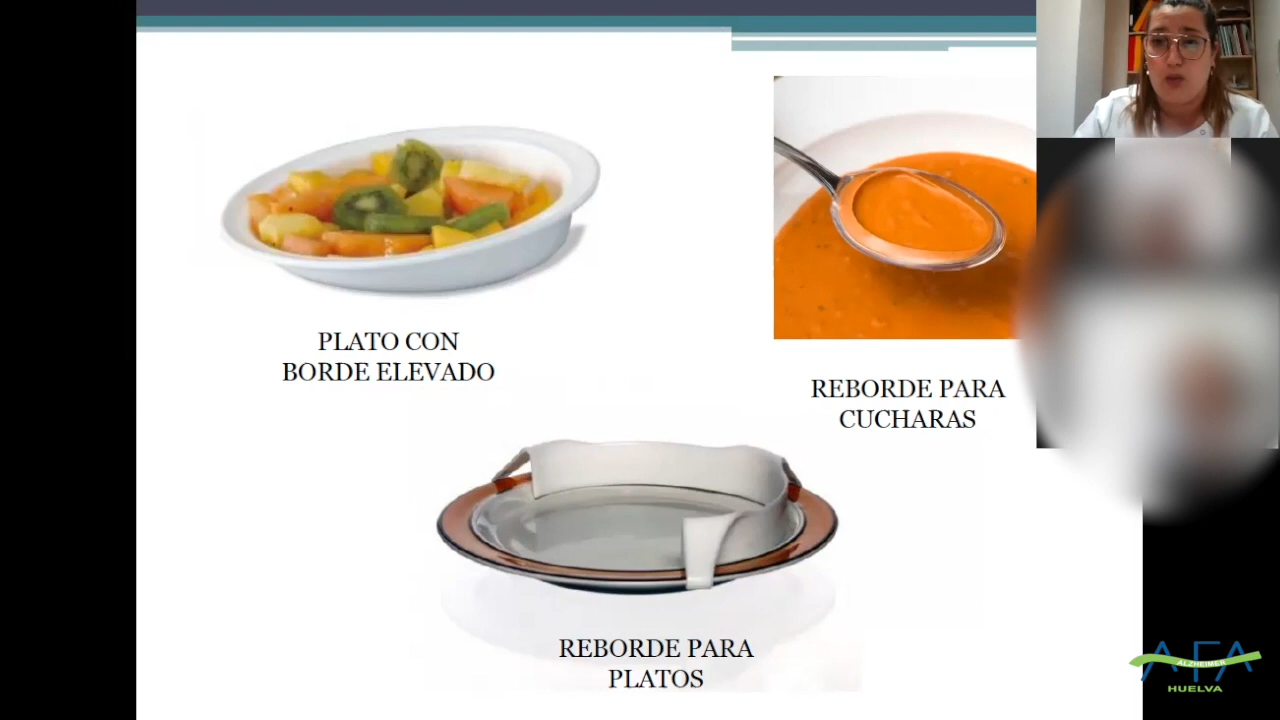 PLATO CON
BORDE ELEVADO
REBORDE PARA
CUCHARAS
REBORDE PARA
PLATOS
AFA
ALZHEIMER
HUELVA